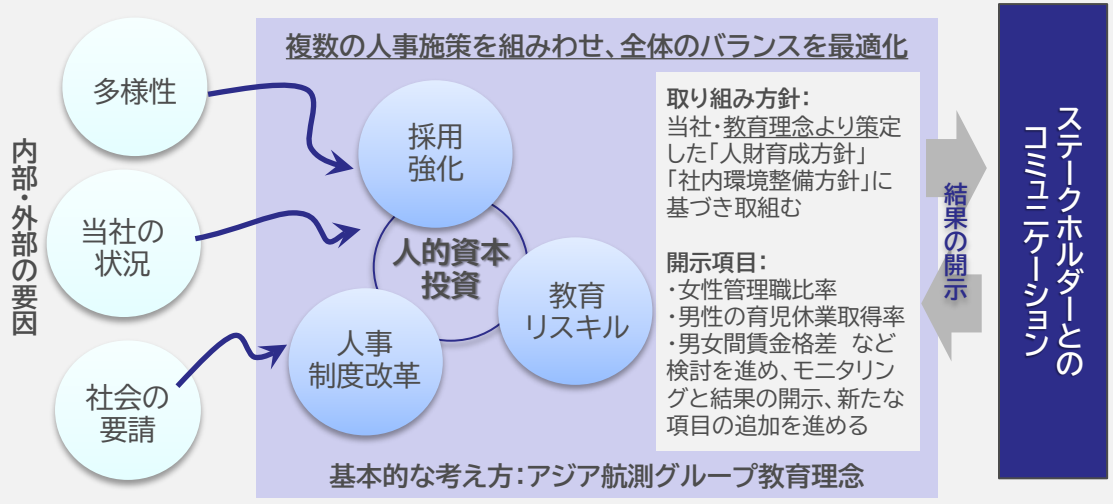 内部・外部の要因
多様性
当社の
状況
社会の
要請
複数の人事施策を組みわせ、全体のバランスを最適化
採用
強化
人的資本
投資
教育
リスキル
人事
制度改革
取り組み方針：
当社・教育理念より策定
した「人財育成方針」
「社内環境整備方針」に
基づき取組む
開示項目：
・女性管理職比率
・男性の育児休業取得率
・男女間賃金格差　など
検討を進め、モニタリン
グと結果の開示、新たな
項目の追加を進める
基本的な考え方：アジア航測グループ教育理念
結果の開示
ステークホルダーとの
コミュニケーション